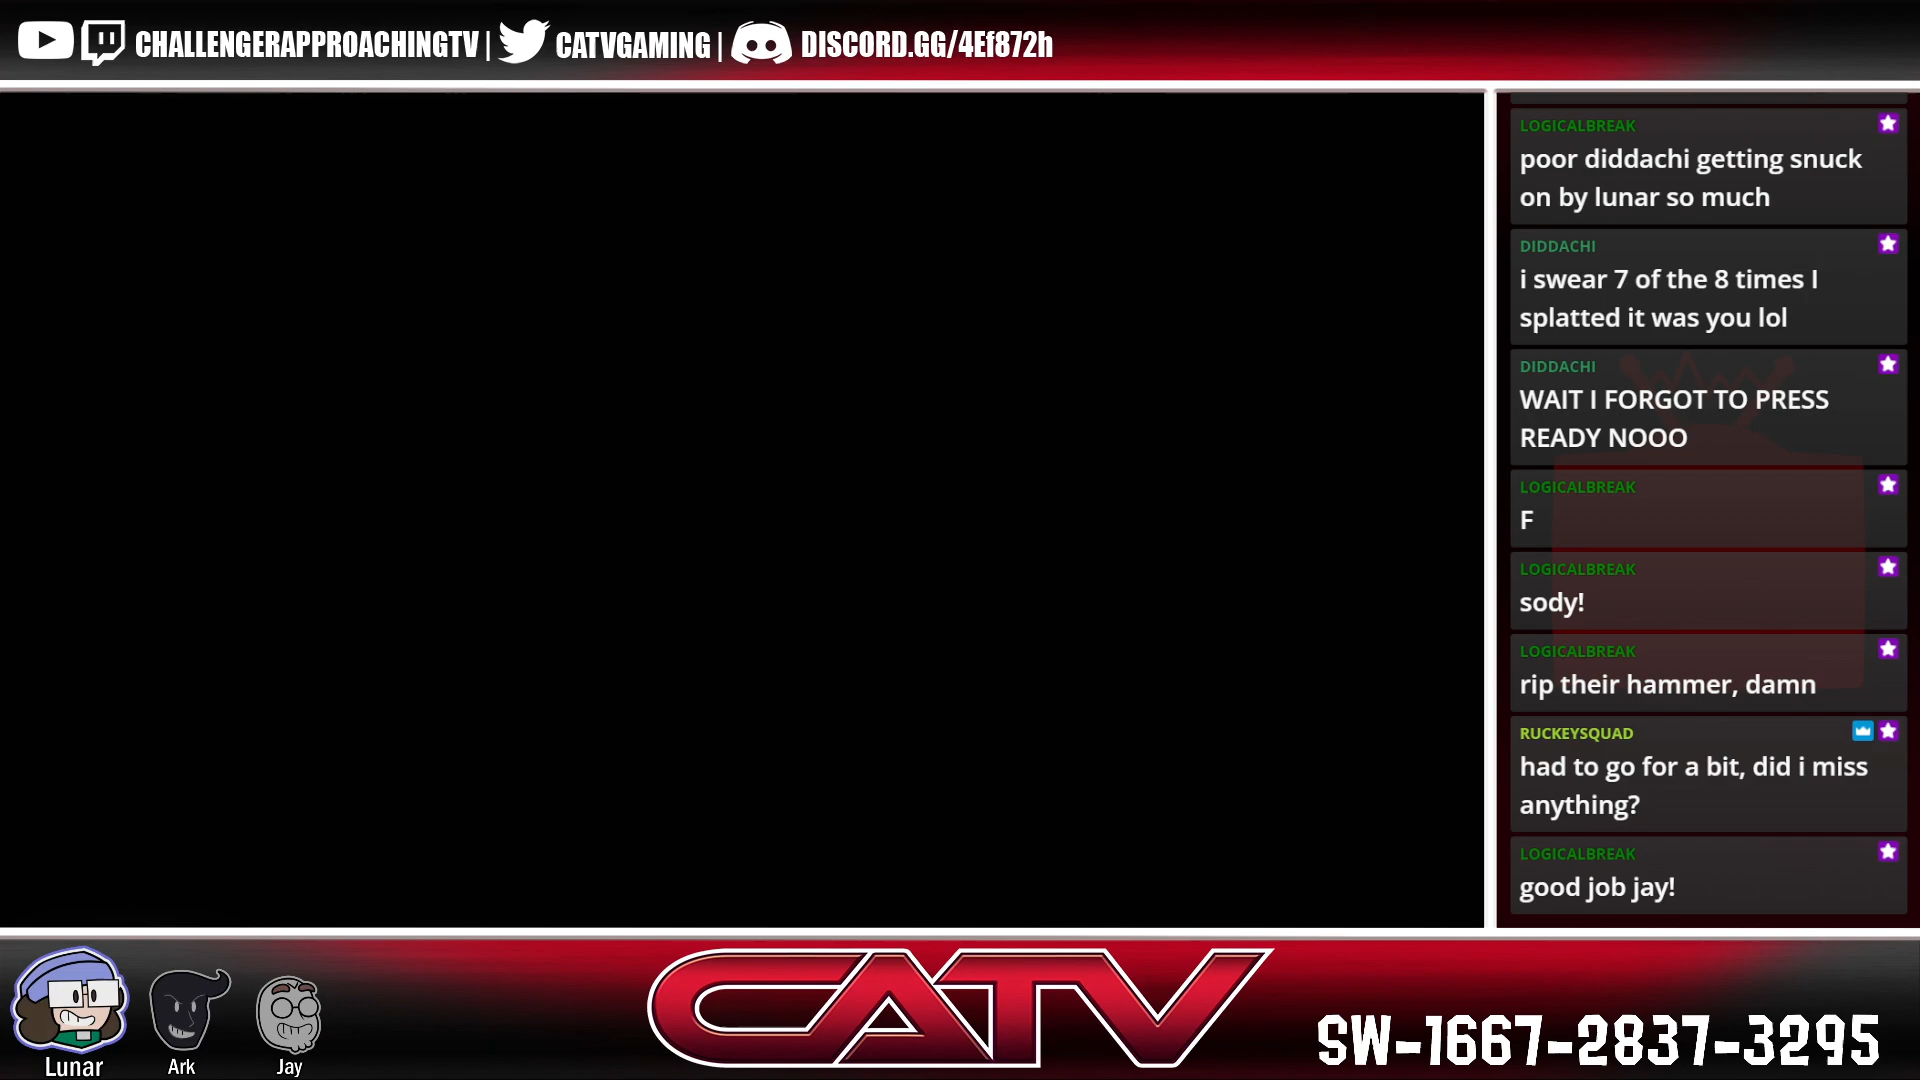 CHALLENGERAPPROACHINGTV | CATVGAMING | DISCORD.GG/4Ef872h
LOGICALBREAK
poor diddachi getting snuck
on by lunar so much
DIDDACHI
i swear 7 of the 8 times I
splatted it was you lol
DIDDACHI
WAIT I FORGOT TO PRESS
READY NOOO
LOGICALBREAK
F
LOGICALBREAK
sody!
LOGICALBREAK
rip their hammer, damn
RUCKEYSQUAD
had to go for a bit, did i miss
anything?
LOGICALBREAK
good job jay!
Lunar
Ark
Jay
CATV
SW-1667-2837-3295